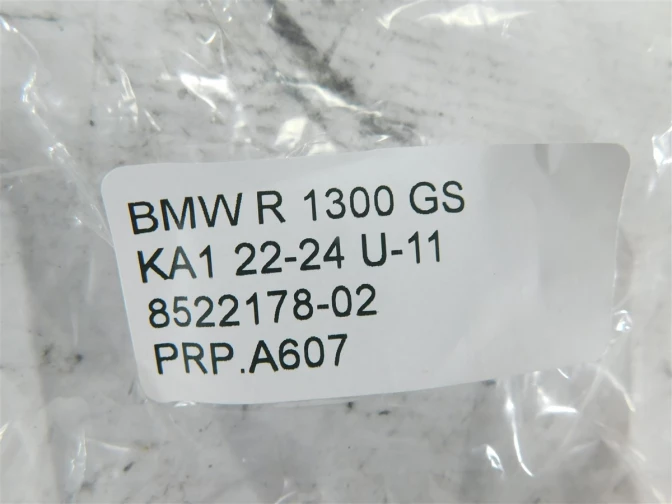 BMW R 1300 GS
KA1 22-24 U-11
8522178-02
PRP.A607